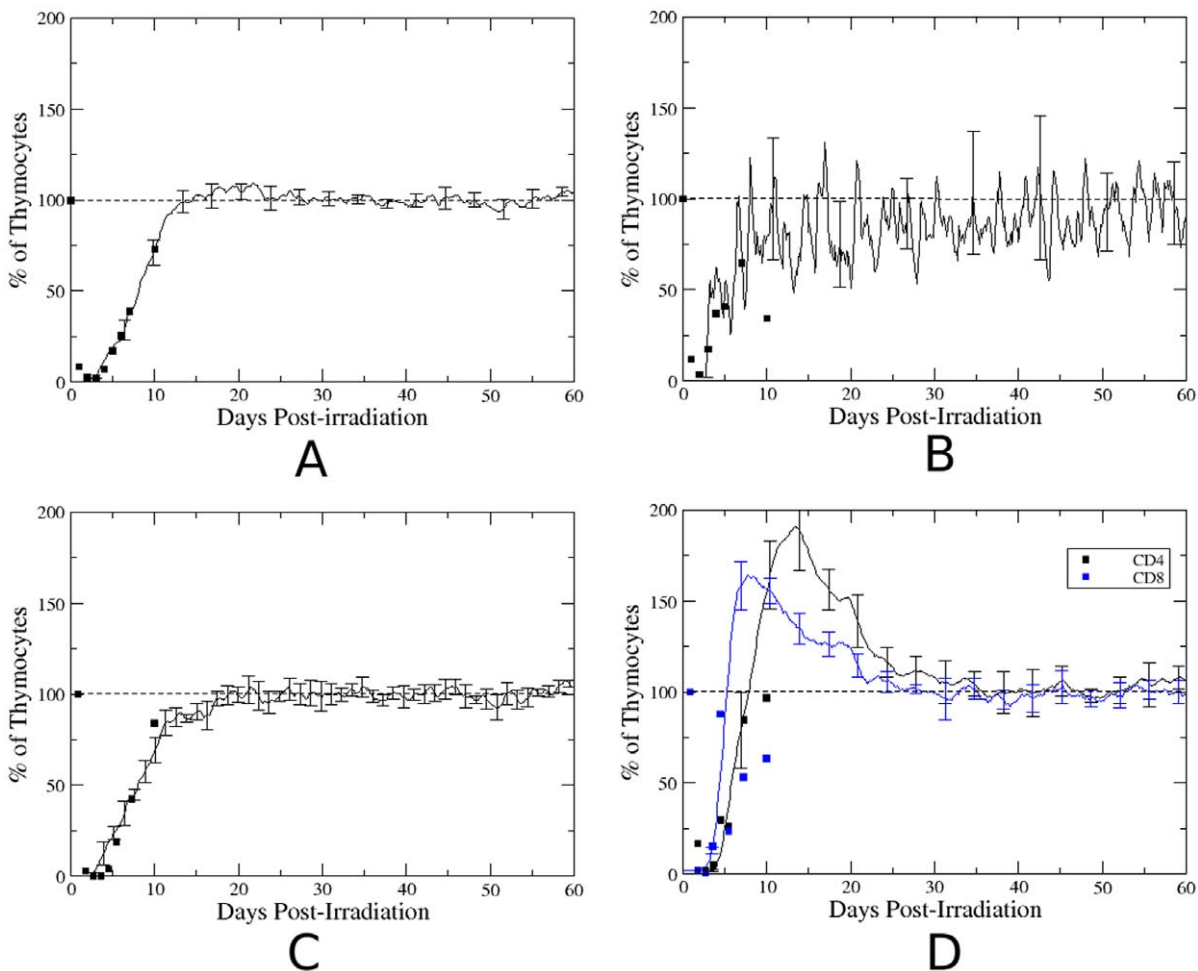 200
150
100
50
0
% of Thymocytes
0 10 20 30 40 50 60
Days Post-irradiation
A
200
150
100
50
0
% of Thymocytes
0 10 20 30 40 50 60
Days Post-Irradiation
B
200
150
100
50
0
% of Thymocytes
0 10 20 30 40 50 60
Days Post-Irradiation
C
200
150
100
50
0
% of Thymocytes
CD4
CD8
0 10 20 30 40 50 60
Days Post-Irradiation
D